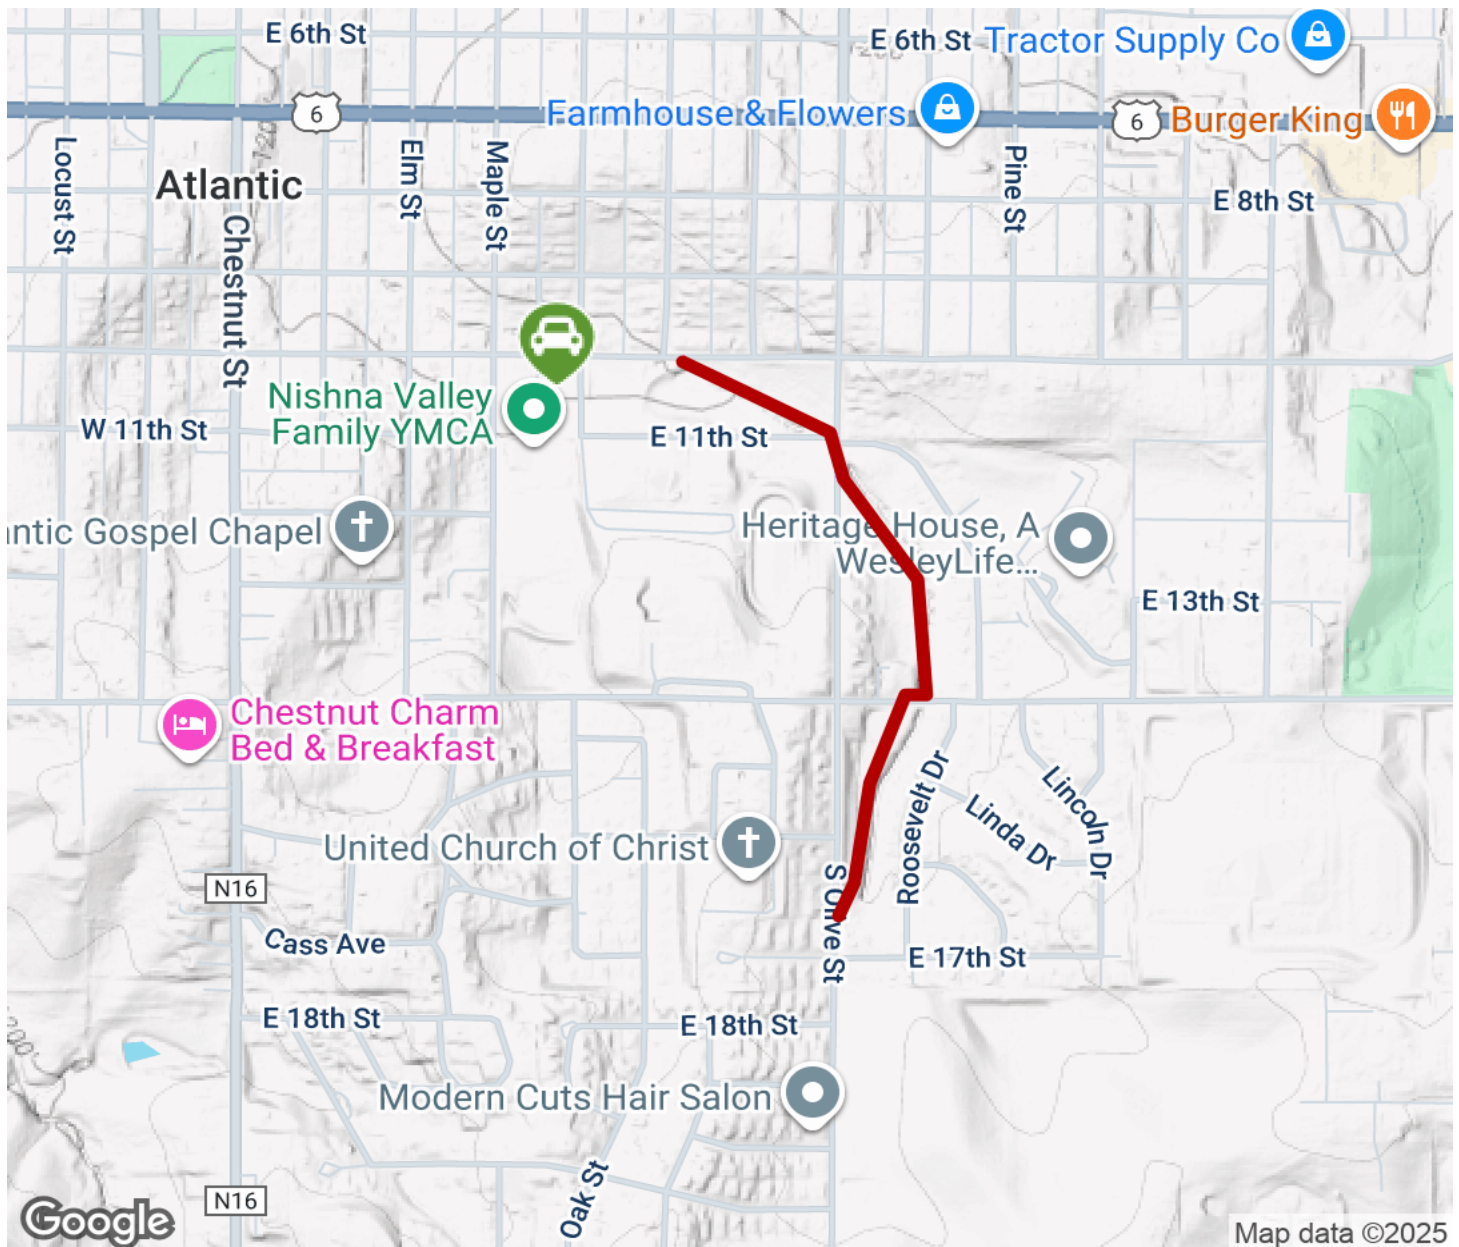 E 6th St
E 6th St
Tractor Supply Co
6
Farmhouse & Flowers
6
Burger King
Locust St
Elm St
Maple St
Pine St
Atlantic
E 8th St
Chestnut St
Nishna Valley
Family YMCA
W 11th St
E 11th St
antic Gospel Chapel
Heritage House, A
WesleyLife...
E 13th St
Chestnut Charm
Bed & Breakfast
Roosevelt Dr
Linda Dr
Lincoln Dr
United Church of Christ
N16
S Olive St
Cass Ave
E 17th St
E 18th St
E 18th St
Modern Cuts Hair Salon
Oak St
N16
Google
Map data ©2025